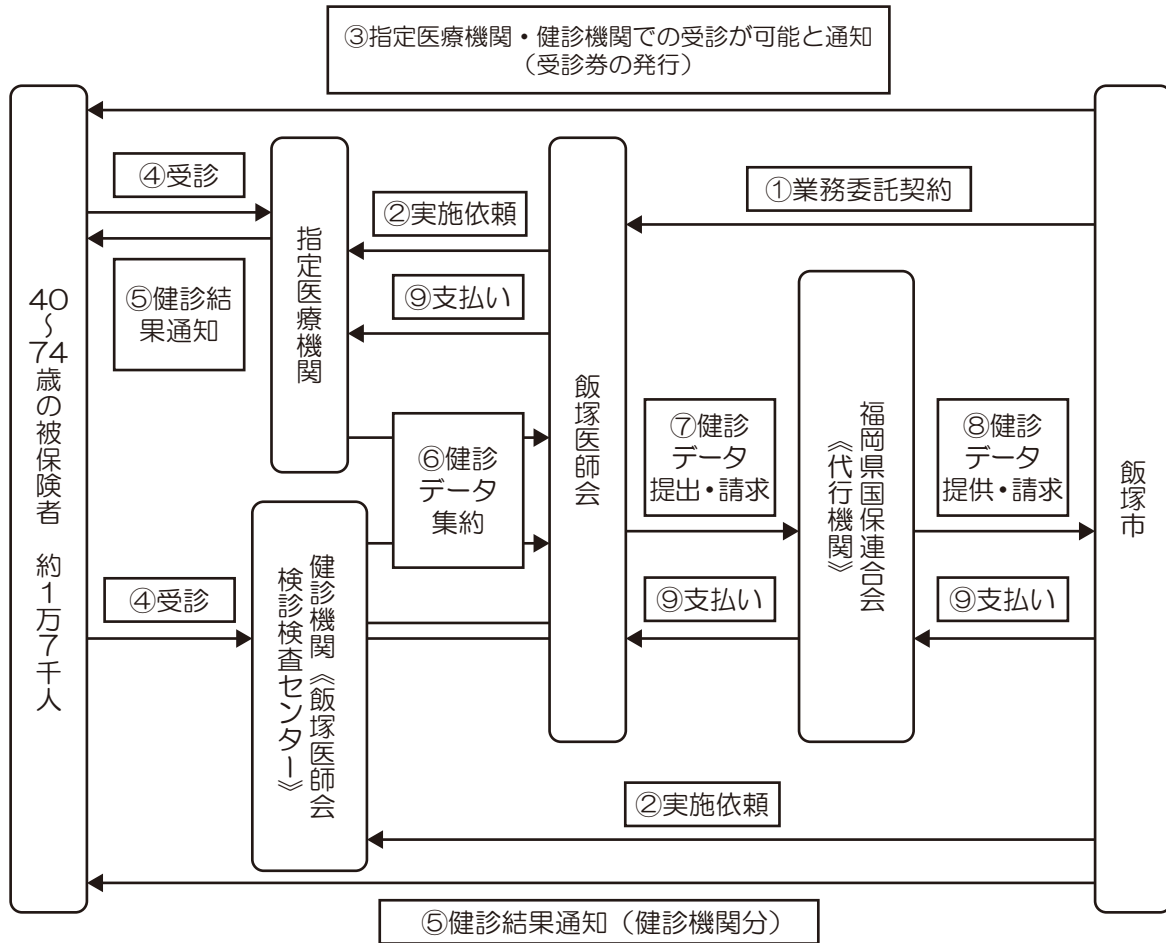 ③指定医療機関・健診機関での受診が可能と通知
（受診券の発行）
④受診
②実施依頼
①業務委託契約
⑤健診結
果通知
⑨支払い
40～74歳の被保険者　約1万7千人
指定医療機関
飯塚医師会
福岡県国保連合会
《代行機関》
飯塚市
⑥健診
データ
集約
⑦健診
データ
提出・請求
⑧健診
データ
提供・請求
④受診
健診機関《飯塚医師会
検診検査センター》
⑨支払い
⑨支払い
②実施依頼
⑤健診結果通知（健診機関分）